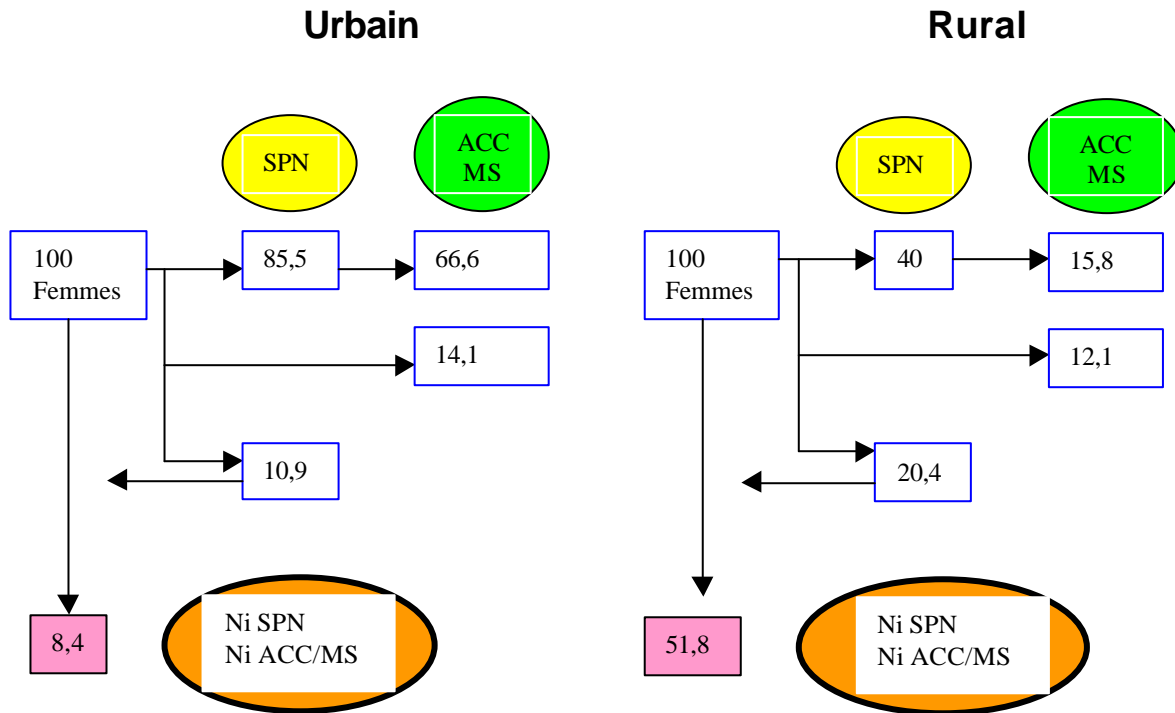 Urbain
SPN
ACC
MS
100
Femmes
85,5
66,6
14,1
10,9
8,4
Ni SPN
Ni ACC/MS
Rural
SPN
ACC
MS
100
Femmes
40
15,8
12,1
20,4
51,8
Ni SPN
Ni ACC/MS